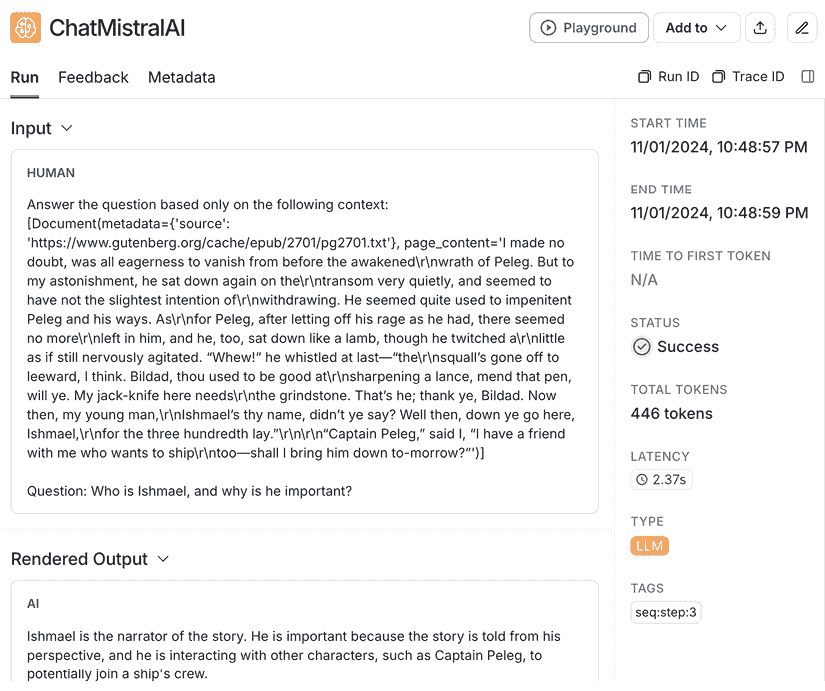 ChatMistralAI
Playground
Add to
Run
Feedback
Metadata
Run ID
Trace ID
Input
HUMAN
Answer the question based only on the following context:
[Document(metadata={'source':
'https://www.gutenberg.org/cache/epub/2701/pg2701.txt'}, page_content='I made no
doubt, was all eagerness to vanish from before the awakened\r\nwrath of Peleg. But to
my astonishment, he sat down again on the\r\ntransom very quietly, and seemed to
have not the slightest intention of\r\nwithdrawing. He seemed quite used to impenitent
Peleg and his ways. As\r\nfor Peleg, after letting off his rage as he had, there seemed
no more\r\nleft in him, and he, too, sat down like a lamb, though he twitched a\r\nlittle
as if still nervously agitated. “Whew!” he whistled at last—“the\r\nsquall’s gone off to
leeward, I think. Bildad, thou used to be good at\r\nsharpening a lance, mend that pen,
will ye. My jack-knife here needs\r\nthe grindstone. That’s he; thank ye, Bildad. Now
then, my young man,\r\nIshmael’s thy name, didn’t ye say? Well then, down ye go here,
Ishmael,\r\nfor the three hundredth lay.”\r\n\r\n“Captain Peleg,” said I, “I have a friend
with me who wants to ship\r\ntoo—shall I bring him down to-morrow?”')]
Question: Who is Ishmael, and why is he important?
Rendered Output
AI
Ishmael is the narrator of the story. He is important because the story is told from his
perspective, and he is interacting with other characters, such as Captain Peleg, to
potentially join a ship's crew.
START TIME
11/01/2024, 10:48:57 PM
END TIME
11/01/2024, 10:48:59 PM
TIME TO FIRST TOKEN
N/A
STATUS
Success
TOTAL TOKENS
446 tokens
LATENCY
2.37s
TYPE
LLM
TAGS
seq:step:3